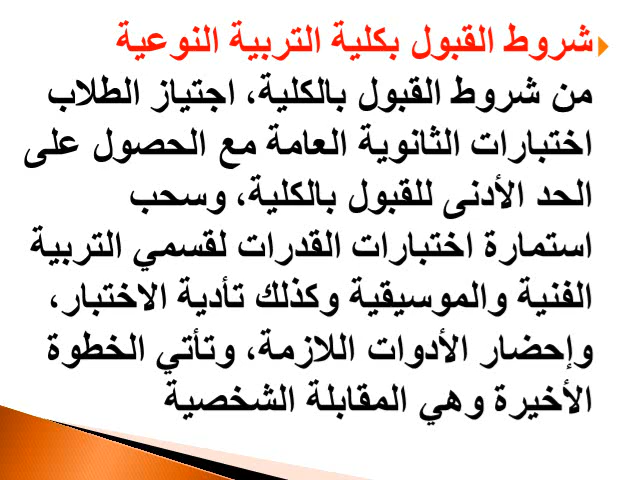 شروط القبول بكلية التربية النوعية
من شروط القبول بالكلية، اجتياز الطلاب
اختبارات الثانوية العامة مع الحصول على
الحد الأدنى للقبول بالكلية، وسحب
استمارة اختبارات القدرات لقسمي التربية
الفنية والموسيقية وكذلك تأدية الاختبار،
وإحضار الأدوات اللازمة، وتأتي الخطوة
الأخيرة وهي المقابلة الشخصية